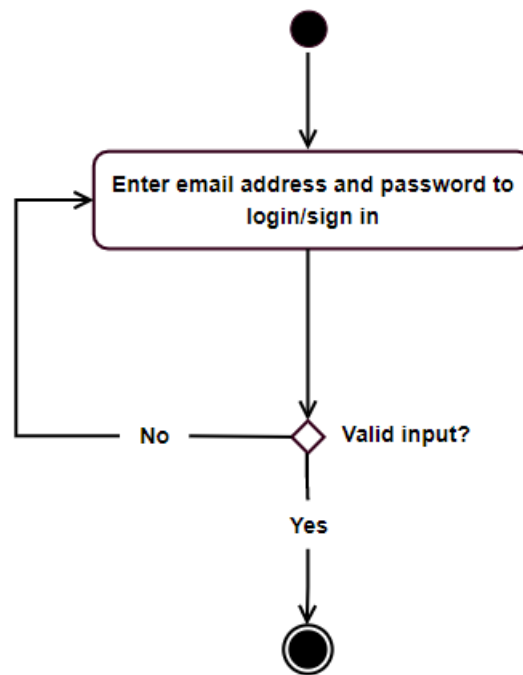 Enter email address and password to
login/sign in
No
Valid input?
Yes